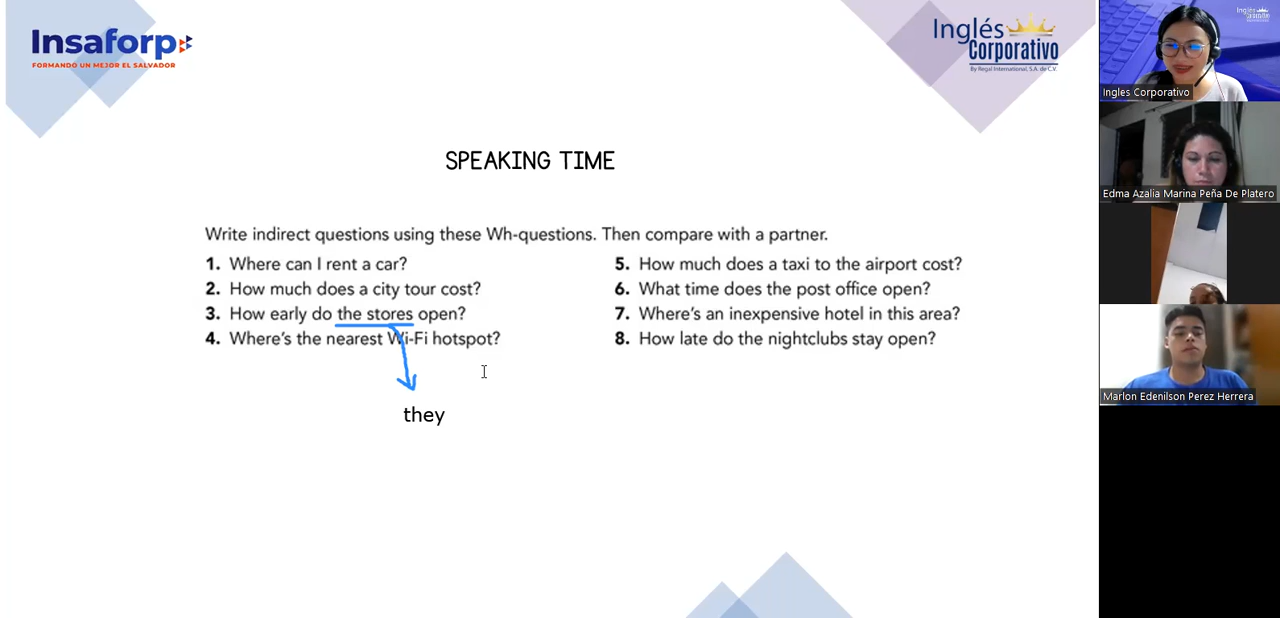 Insaforp
FORMANDO UN MEJOR EL SALVADOR
Inglés
Corporativo
By Regal International, S.A. de C.V.
SPEAKING TIME
Write indirect questions using these Wh-questions. Then compare with a partner.
1. Where can I rent a car?
2. How much does a city tour cost?
3. How early do the stores open?
4. Where's the nearest Wi-Fi hotspot?
5. How much does a taxi to the airport cost?
6. What time does the post office open?
7. Where's an inexpensive hotel in this area?
8. How late do the nightclubs stay open?
they
Inglés
Ingles Corporativo
Edma Azalia Marina Peña De Platero
Marlon Edenilson Perez Herrera